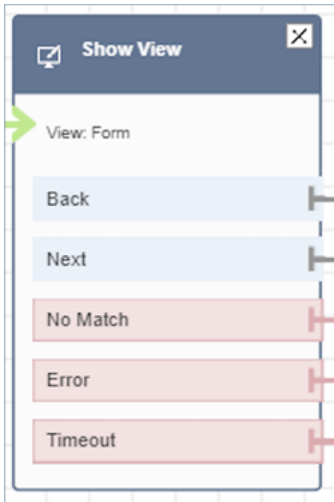 Show View
View: Form
Back
Next
No Match
Error
Timeout